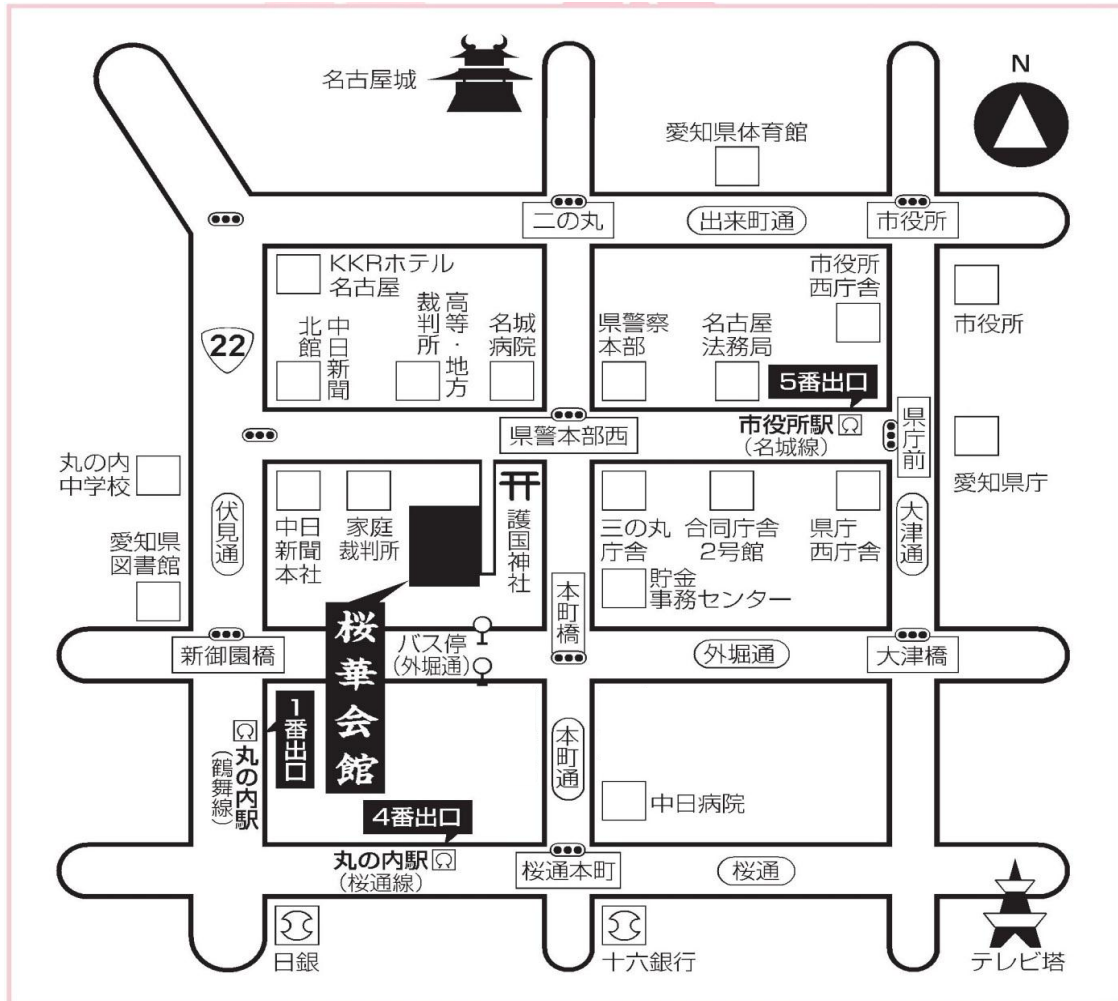 名古屋城
N
愛知県体育館
二の丸
出来町通
市役所
KKRホテル
名古屋
中日新聞
北館
高等・地方
裁判所
名城
病院
県警察
本部
名古屋
法務局
市役所
西庁舎
市役所
22
5番出口
県警本部西
市役所駅
(名城線)
県庁前
愛知県庁
丸の内
中学校
愛知県
図書館
伏見通
中日
新聞
本社
家庭
裁判所
護国神社
三の丸
庁舎
合同庁舎
2号館
県庁
西庁舎
大津通
貯金
事務センター
桜華会館
バス停
(外堀通)
本町橋
新御園橋
外堀通
大津橋
1番出口
丸の内駅
(鶴舞線)
本町通
中日病院
4番出口
丸の内駅
(桜通線)
桜通本町
桜通
日銀
十六銀行
テレビ塔